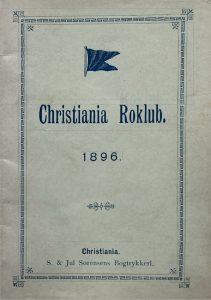 Christiania Roklub.
1896.
Christiania.
S. & Jul Sørensens Bogtrykkeri.